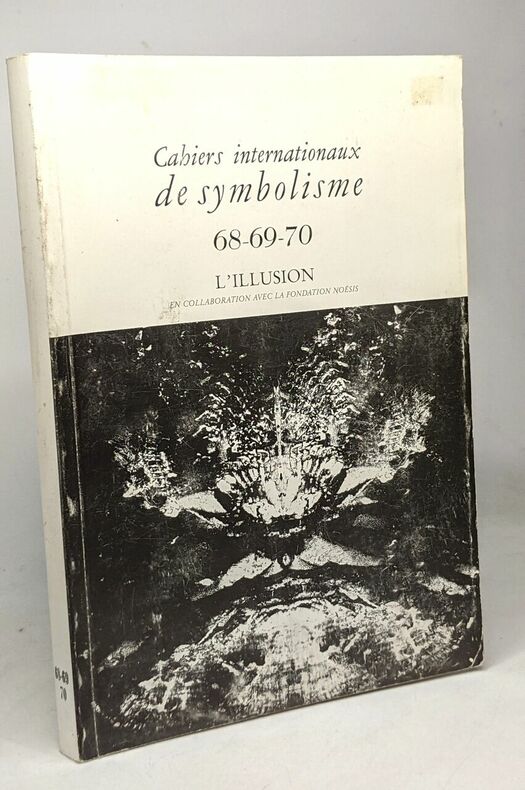 Cahiers internationaux
de symbolisme
68-69-70
L'ILLUSION
EN COLLABORATION AVEC LA FONDATION NOÉSIS
68-69
70